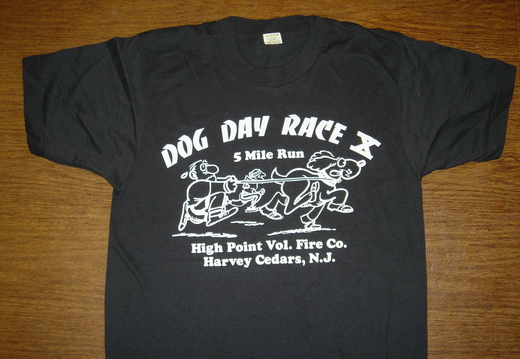 DOG DAY RACE X
5 Mile Run
High Point Vol. Fire Co.
Harvey Cedars, N.J.